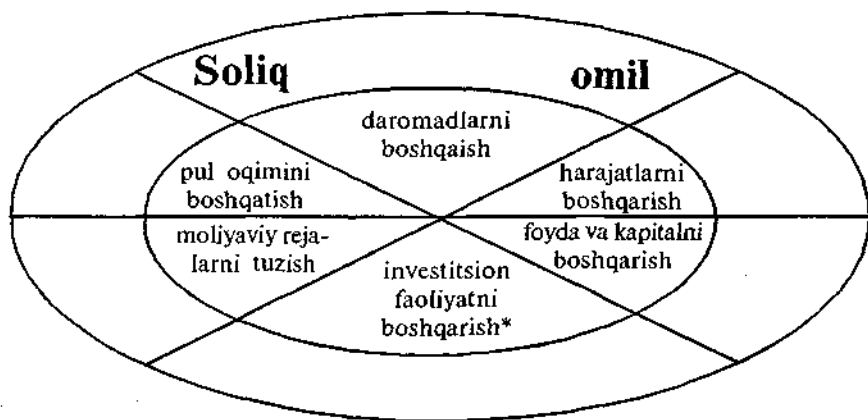 Soliq omil
daromadlarni
boshqaish
pul oqimini
boshqatish
harajatlarni
boshqarish
moliyaviy reja-
larni tuzish
foyda va kapitalni
boshqarish
investitsion
faoliyatni
boshqarish*